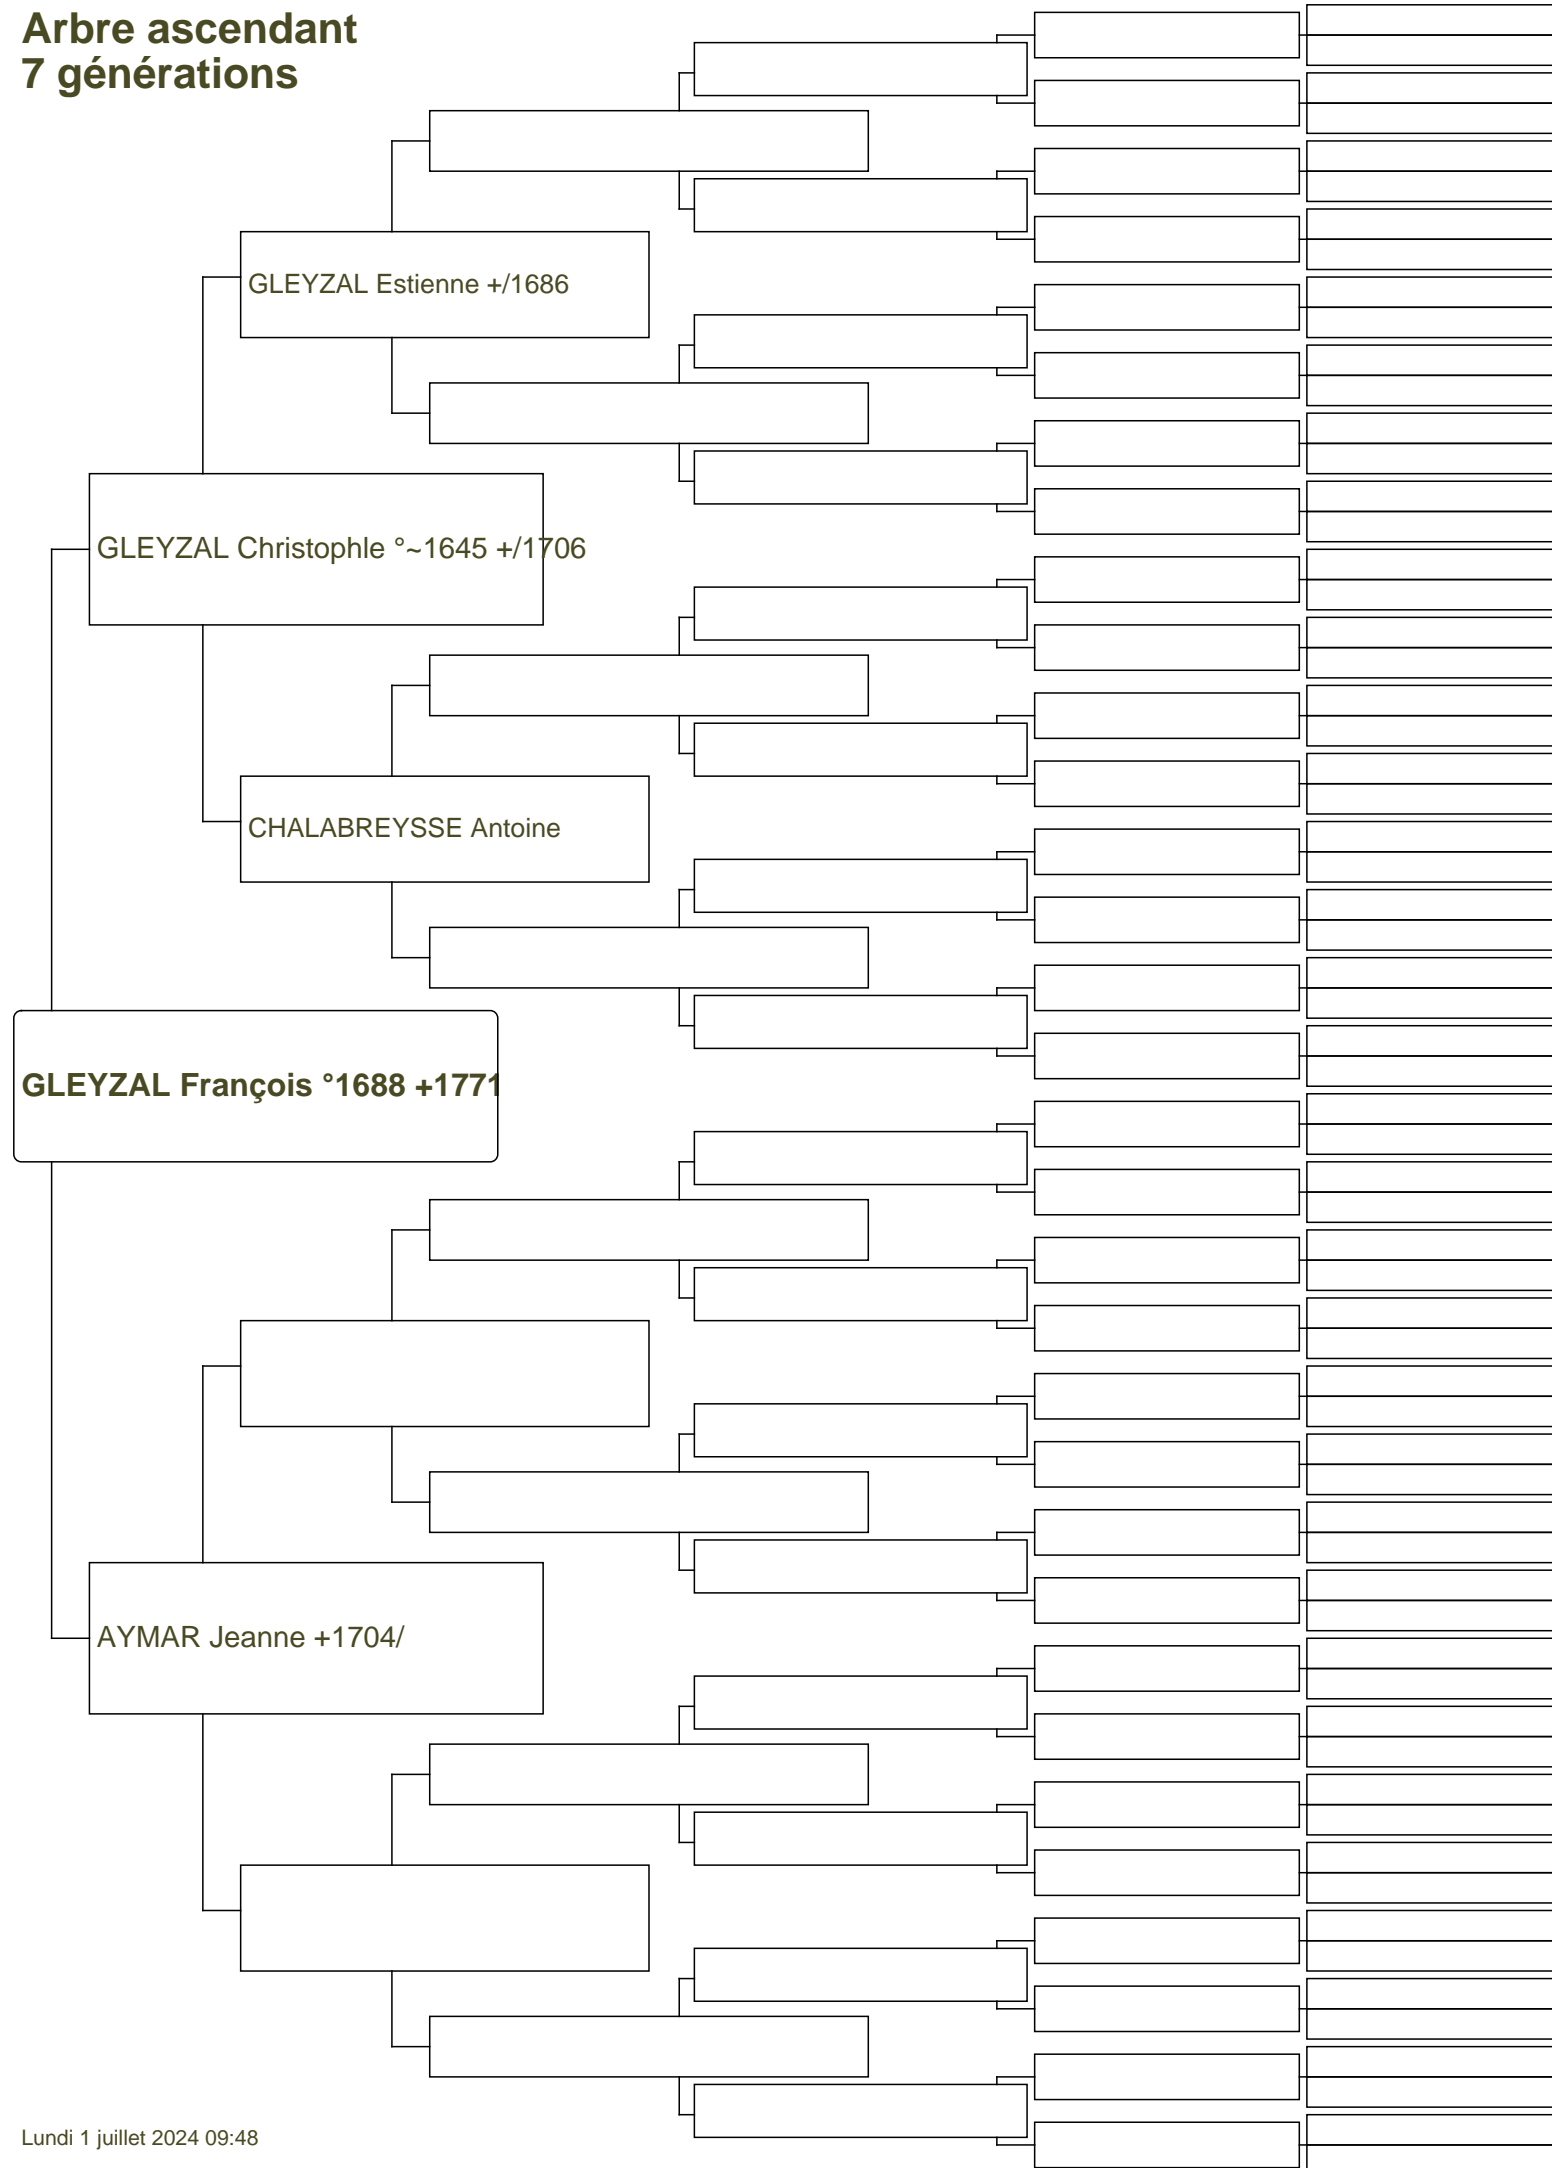 Arbre ascendant
7 générations
GLEYZAL Estienne +/1686
GLEYZAL Christophle °~1645 +/1706
CHALABREYSSE Antoine
GLEYZAL François °1688 +1771
AYMAR Jeanne +1704/
Lundi 1 juillet 2024 09:48